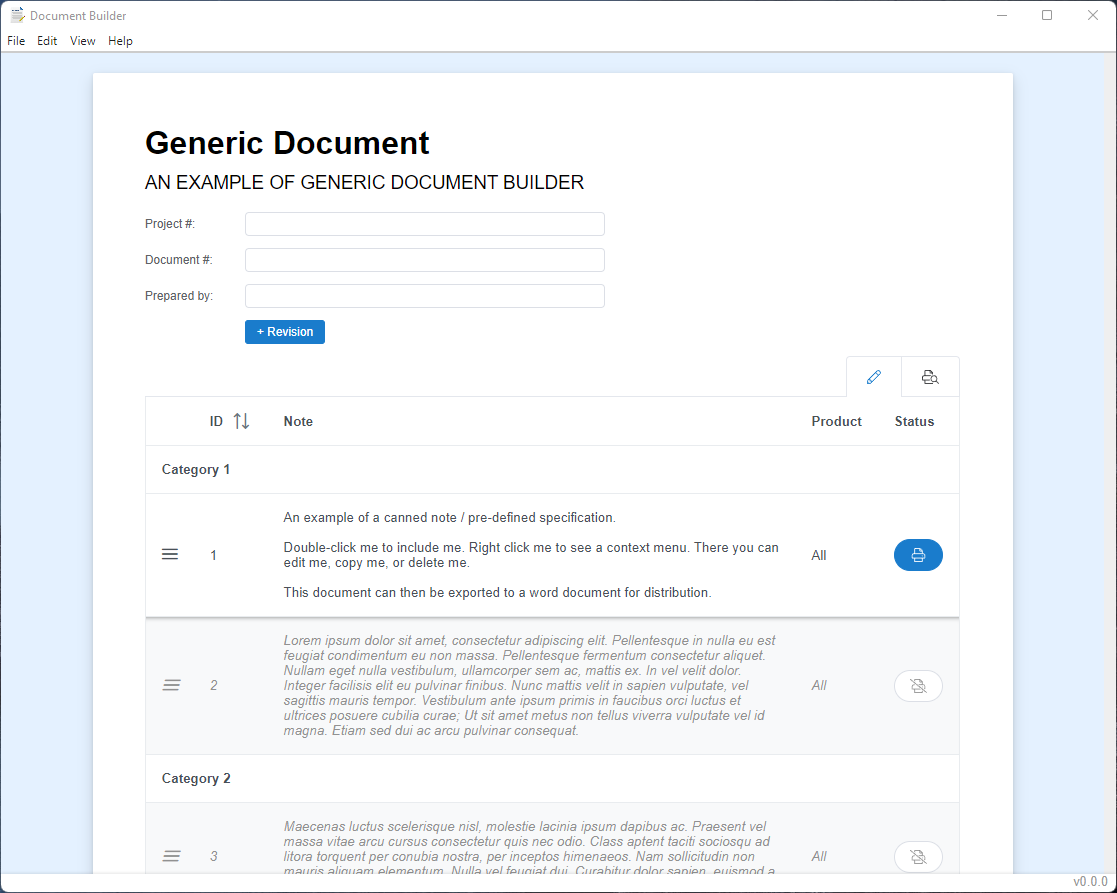 Document Builder
File Edit View Help
Generic Document
AN EXAMPLE OF GENERIC DOCUMENT BUILDER
Project #:
Document #:
Prepared by:
+ Revision
ID Note Product Status
Category 1
An example of a canned note / pre-defined specification.
Double-click me to include me. Right click me to see a context menu. There you can
1 All
edit me, copy me, or delete me.
This document can then be exported to a word document for distribution.
Lorem ipsum dolor sit amet, consectetur adipiscing elit. Pellentesque in nulla eu est
feugiat condimentum eu non massa. Pellentesque fermentum consectetur aliquet.
Nullam eget nulla vestibulum, ullamcorper sem ac, mattis ex. In vel velit dolor.
2 Integer facilisis elit eu pulvinar finibus. Nunc mattis velit in sapien vulputate, vel All
sagittis mauris tempor. Vestibulum ante ipsum primis in faucibus orci luctus et
ultrices posuere cubilia curae; Ut sit amet metus non tellus viverra vulputate vel id
magna. Etiam sed dui ac arcu pulvinar consequat.
Category 2
Maecenas luctus scelerisque nisl, molestie lacinia ipsum dapibus ac. Praesent vel
massa vitae arcu cursus consectetur quis nec odio. Class aptent taciti sociosqu ad
3 litora torquent per conubia nostra, per inceptos himenaeos. Nam sollicitudin non All
mauris aliquam elementum. Nulla vel feugiat dui. Curabitur dolor sapien, euismod a
v0.0.0